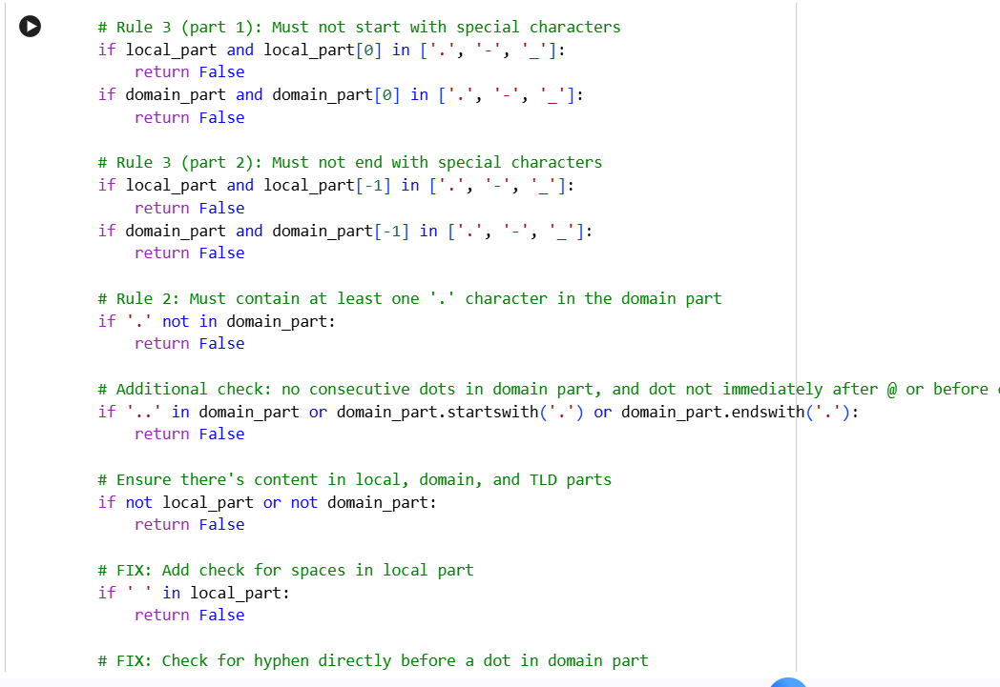 # Rule 3 (part 1): Must not start with special characters
if local_part and local_part[0] in ['.', '-', '_']:
return False
if domain_part and domain_part[0] in ['.', '-', '_']:
return False
# Rule 3 (part 2): Must not end with special characters
if local_part and local_part[-1] in ['.', '-', '_']:
return False
if domain_part and domain_part[-1] in ['.', '-', '_']:
return False
# Rule 2: Must contain at least one '.' character in the domain part
if '.' not in domain_part:
return False
# Additional check: no consecutive dots in domain part, and dot not immediately after @ or before
if '..' in domain_part or domain_part.startswith('.') or domain_part.endswith('.'):
return False
# Ensure there's content in local, domain, and TLD parts
if not local_part or not domain_part:
return False
# FIX: Add check for spaces in local part
if ' ' in local_part:
return False
# FIX: Check for hyphen directly before a dot in domain part